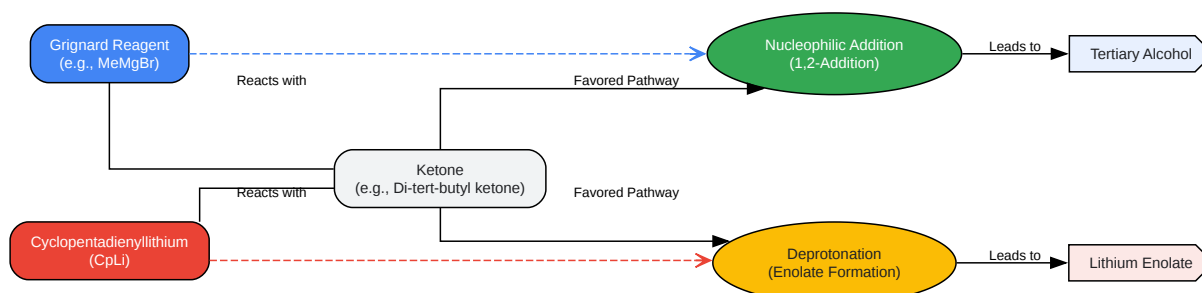 Grignard Reagent
(e.g., MeMgBr)
Nucleophilic Addition
(1,2-Addition)
Leads to
Tertiary Alcohol
Reacts with
Favored Pathway
Ketone
(e.g., Di-tert-butyl ketone)
Reacts with
Favored Pathway
Cyclopentadienyllithium
(CpLi)
Deprotonation
(Enolate Formation)
Leads to
Lithium Enolate